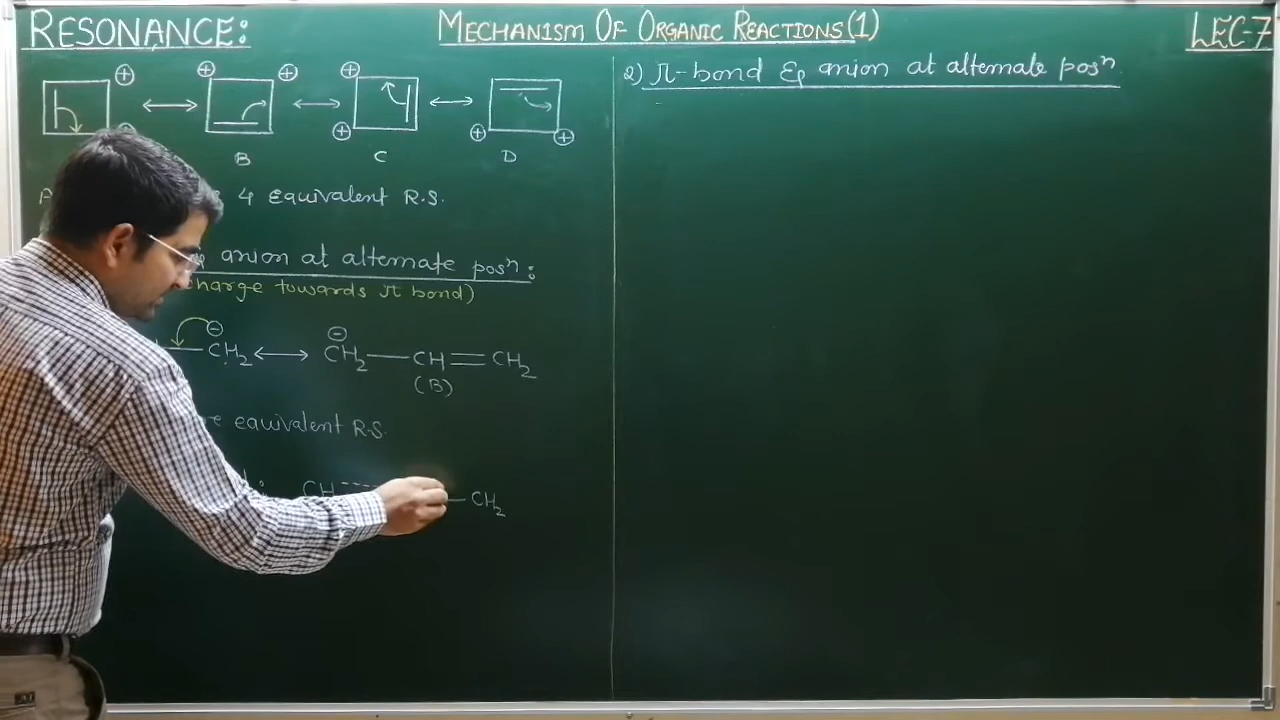 RESONANCE:
MECHANISM OF ORGANIC REACTIONS(1)
LEC-7
⊕ ⊕ ⊕ ⊕
⊕ ⊕ ⊕ ⊕
B C D
4 Equivalent R.S.
anion at alternate posⁿ:
charge towards π bond)
⊖ ⊖
CH₂ ⟷ CH₂—CH=CH₂
(B)
equivalent R.S.
CH CH₂
2) π-bond & anion at alternate posⁿ